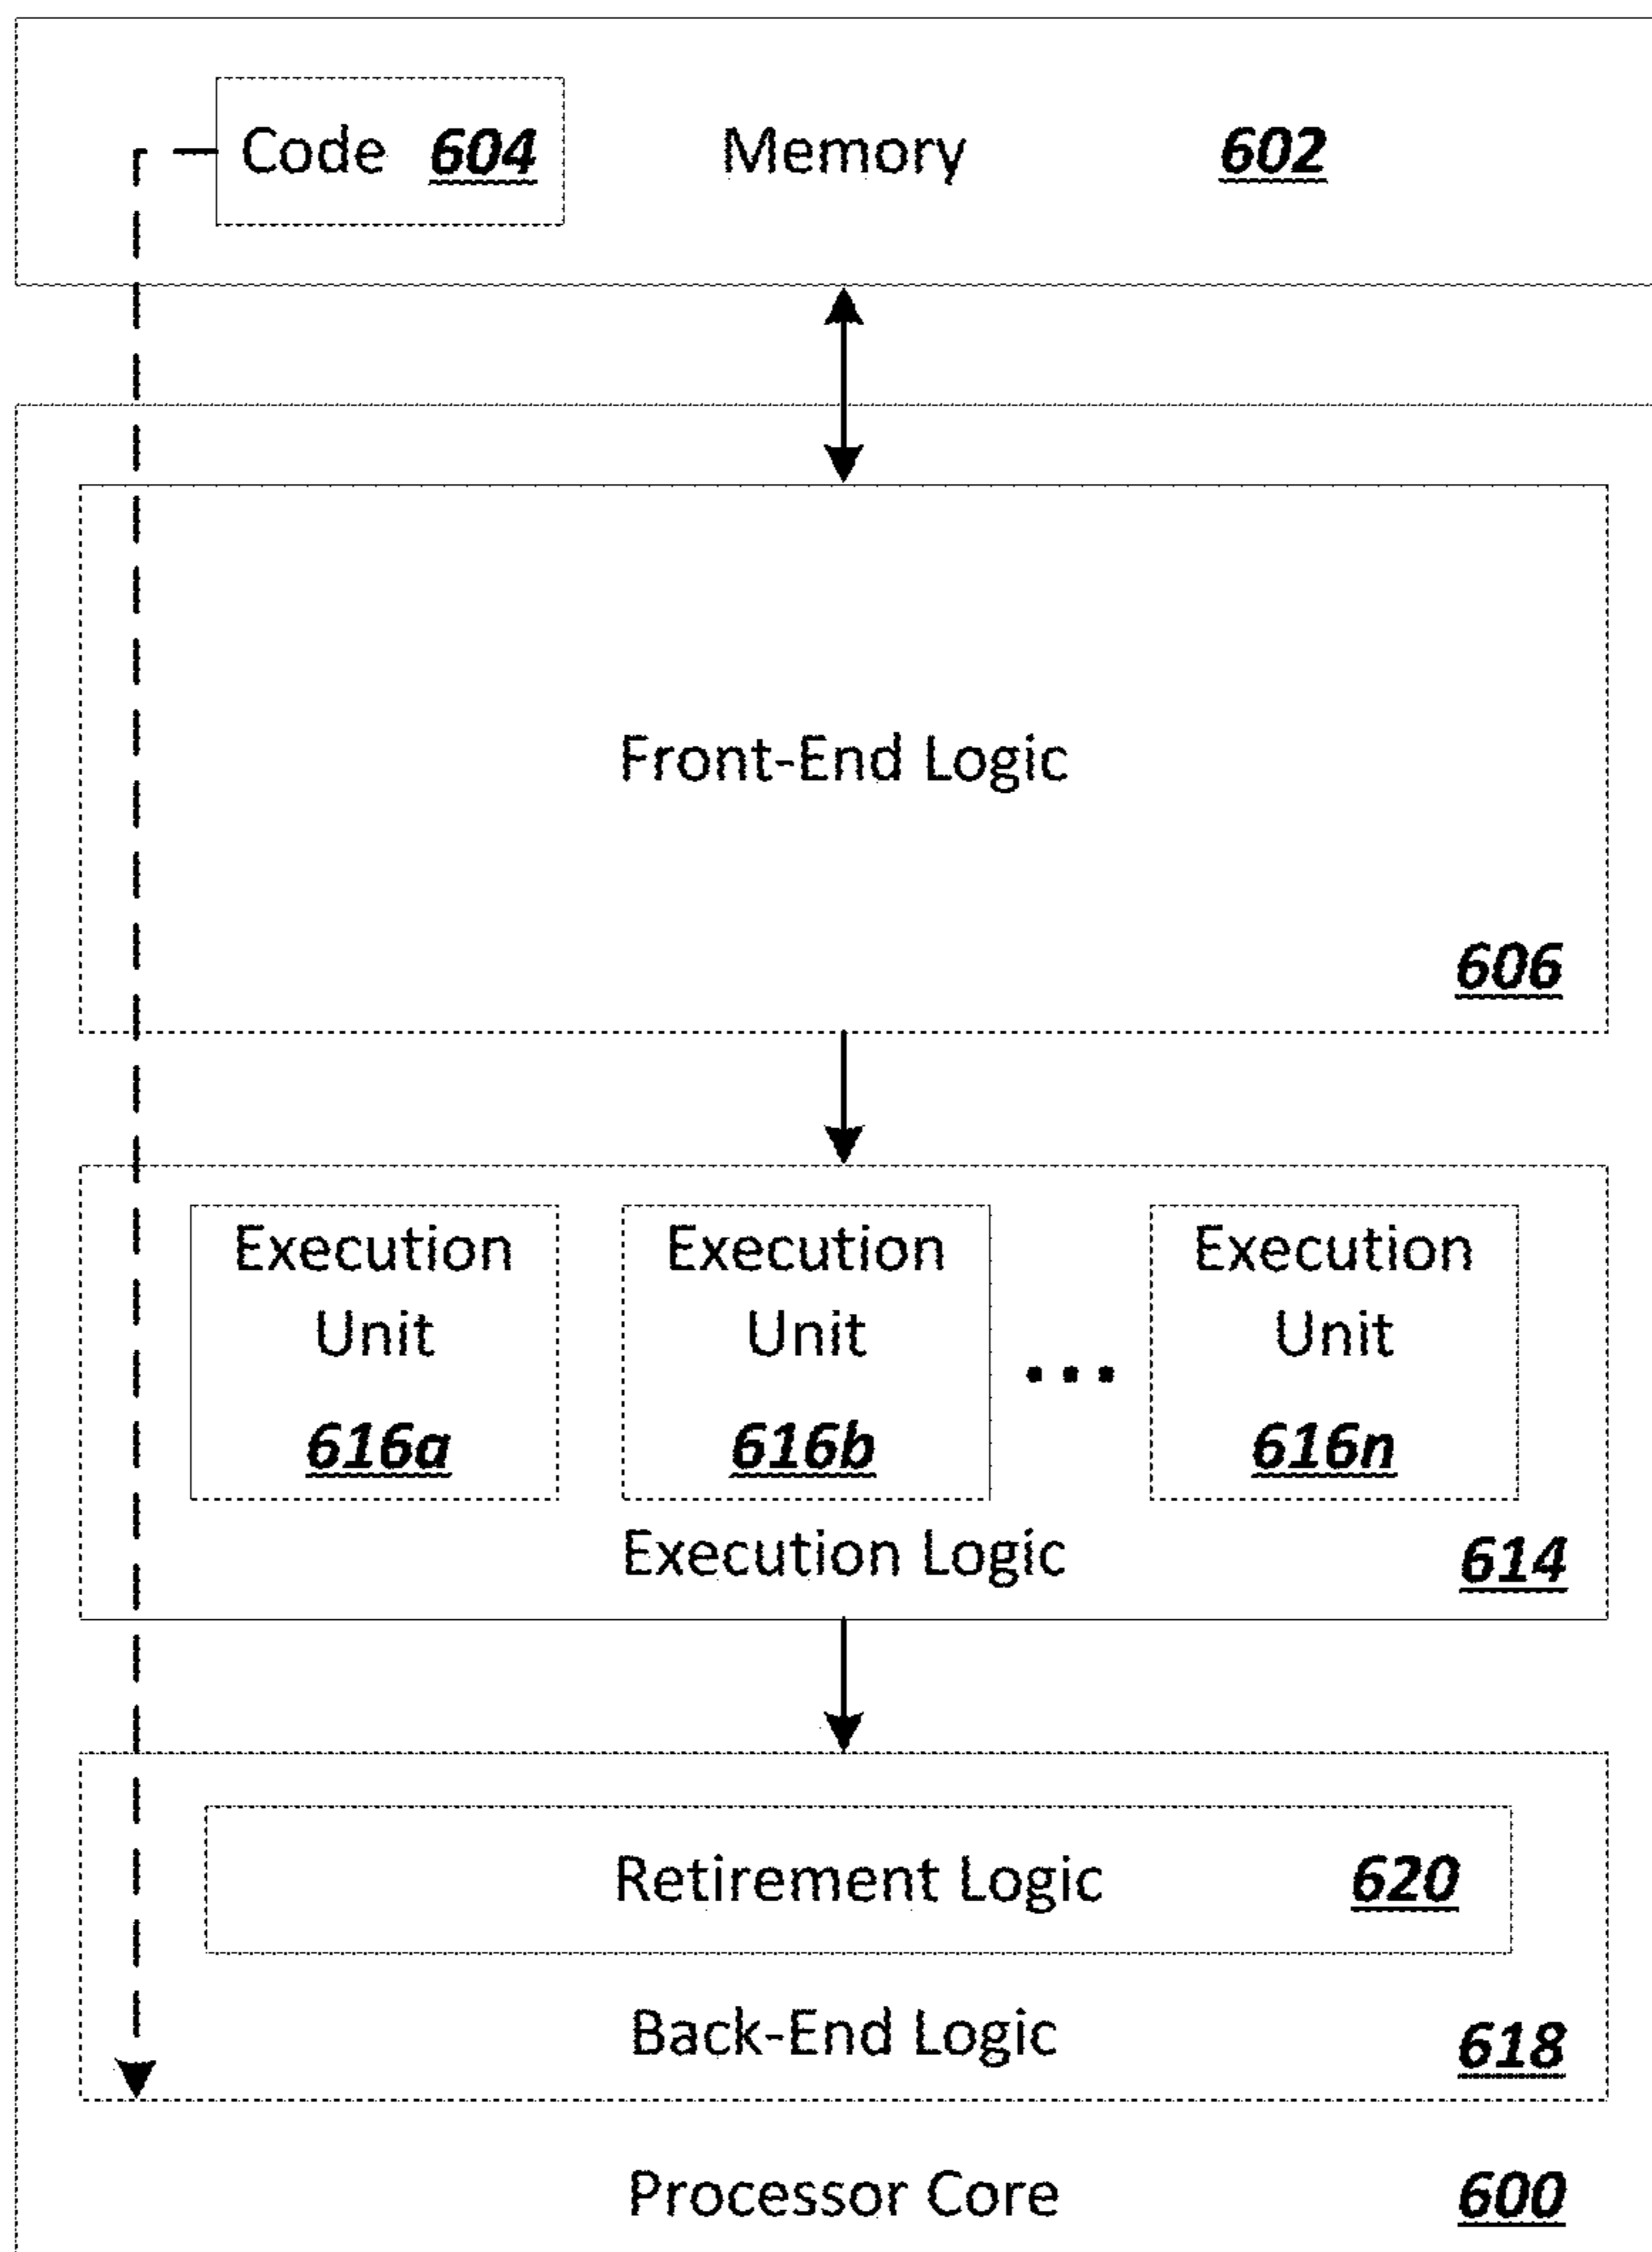 Code 604 Memory 602
Front-End Logic
606
Execution Unit 616a
Execution Unit 616b
...
Execution Unit 616n
Execution Logic 614
Retirement Logic 620
Back-End Logic 618
Processor Core 600